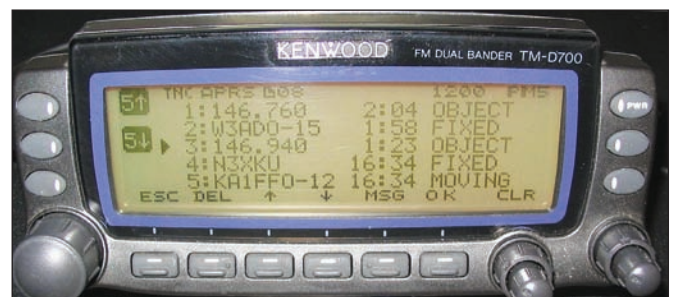 KENWOOD FM DUAL BANDER TM-D700
TNC APRS 1200 PMS
5↑ 1:146.760 2:04 OBJECT
2:W3ADO-15 1:58 FIXED
5↓ ▶ 3:146.940 1:23 OBJECT
4:N3XKU 16:34 FIXED
5:KA1FFO-12 16:34 MOVING
ESC DEL ↑ ↓ MSG OK CLR
PWR